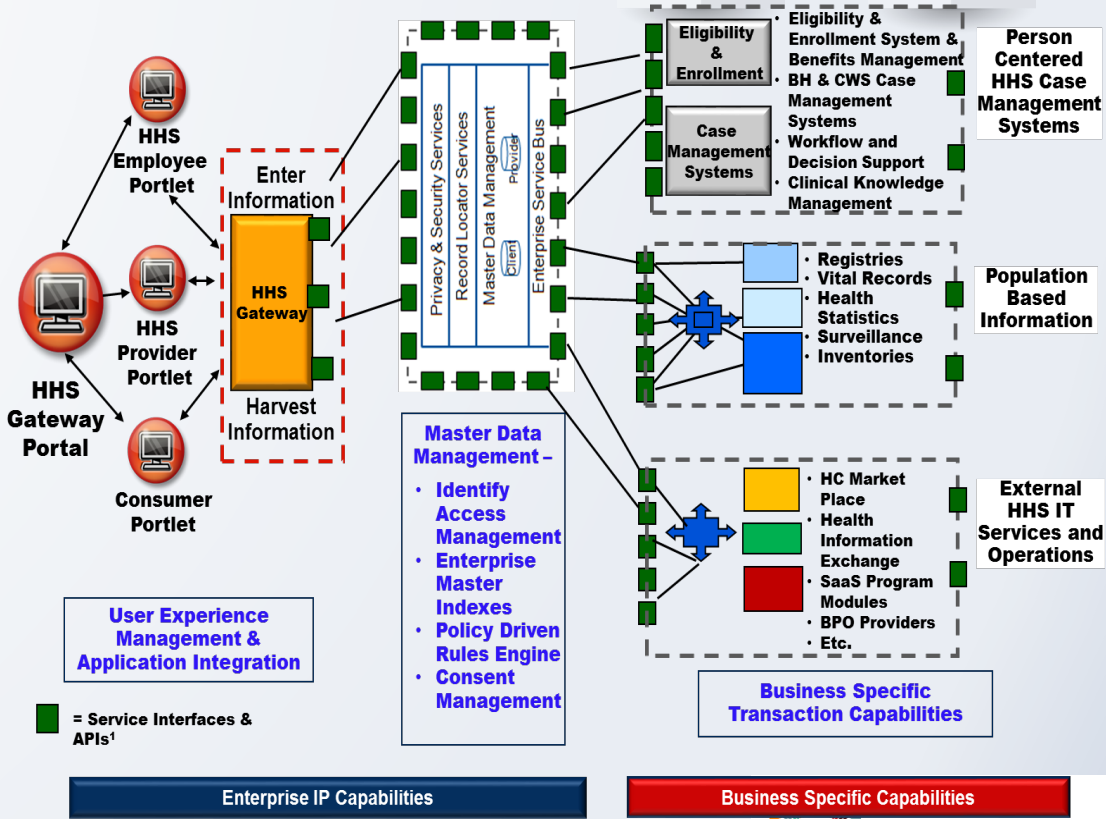 HHS
Employee
Portlet
HHS
Provider
Portlet
HHS
Gateway
Portal
Consumer
Portlet
Enter
Information
HHS
Gateway
Harvest
Information
User Experience
Management &
Application Integration
= Service Interfaces &
APIs¹
Privacy & Security Services
Record Locator Services
Master Data Management
Client
Provider
Enterprise Service Bus
Master Data
Management –
• Identify
Access
Management
• Enterprise
Master
Indexes
• Policy Driven
Rules Engine
• Consent
Management
Eligibility
&
Enrollment
Case
Management
Systems
• Eligibility &
Enrollment System &
Benefits Management
• BH & CWS Case
Management
Systems
• Workflow and
Decision Support
• Clinical Knowledge
Management
Person
Centered
HHS Case
Management
Systems
• Registries
• Vital Records
• Health
Statistics
• Surveillance
• Inventories
Population
Based
Information
• HC Market
Place
• Health
Information
Exchange
• SaaS Program
Modules
• BPO Providers
• Etc.
External
HHS IT
Services and
Operations
Business Specific
Transaction Capabilities
Enterprise IP Capabilities
Business Specific Capabilities